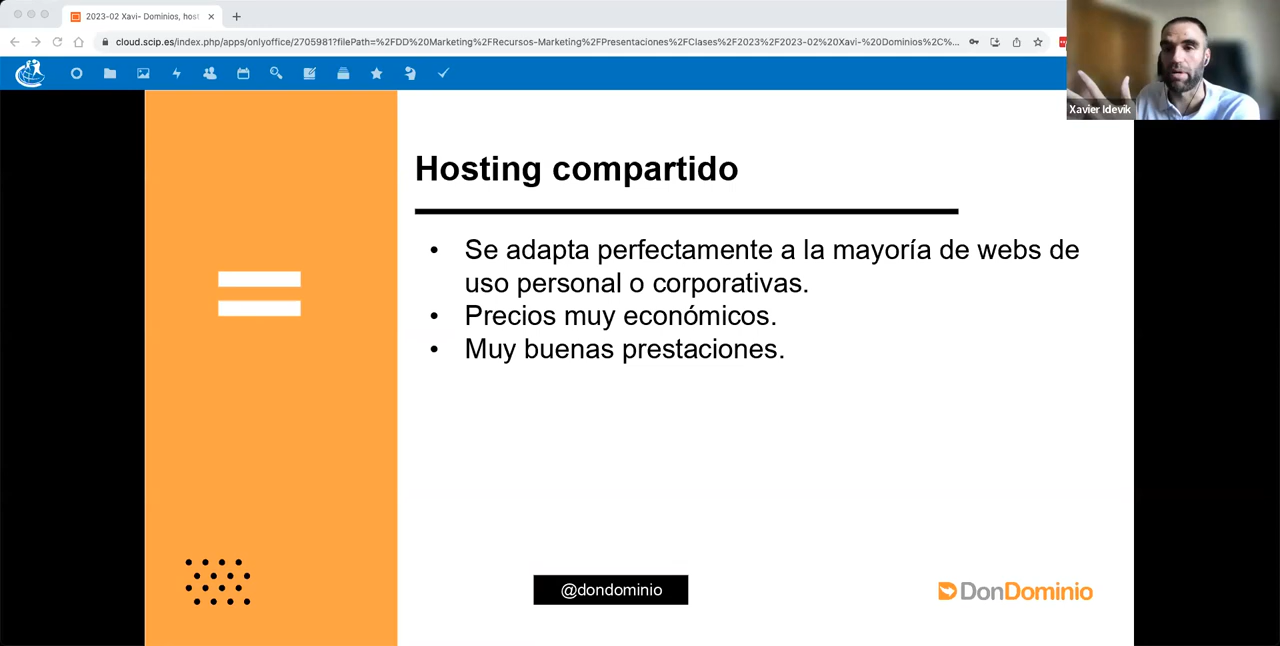 2023-02 Xavi- Dominios, host
cloud.scip.es/index.php/apps/onlyoffice/2705981?filePath=%2FDD%20Marketing%2FRecursos-Marketing%2FPresentaciones%2FClases%2F2023%2F2023-02%20Xavi-%20Dominios%2C%...
Xavier Idevik
Hosting compartido
• Se adapta perfectamente a la mayoría de webs de
uso personal o corporativas.
• Precios muy económicos.
• Muy buenas prestaciones.
@dondominio
DonDominio